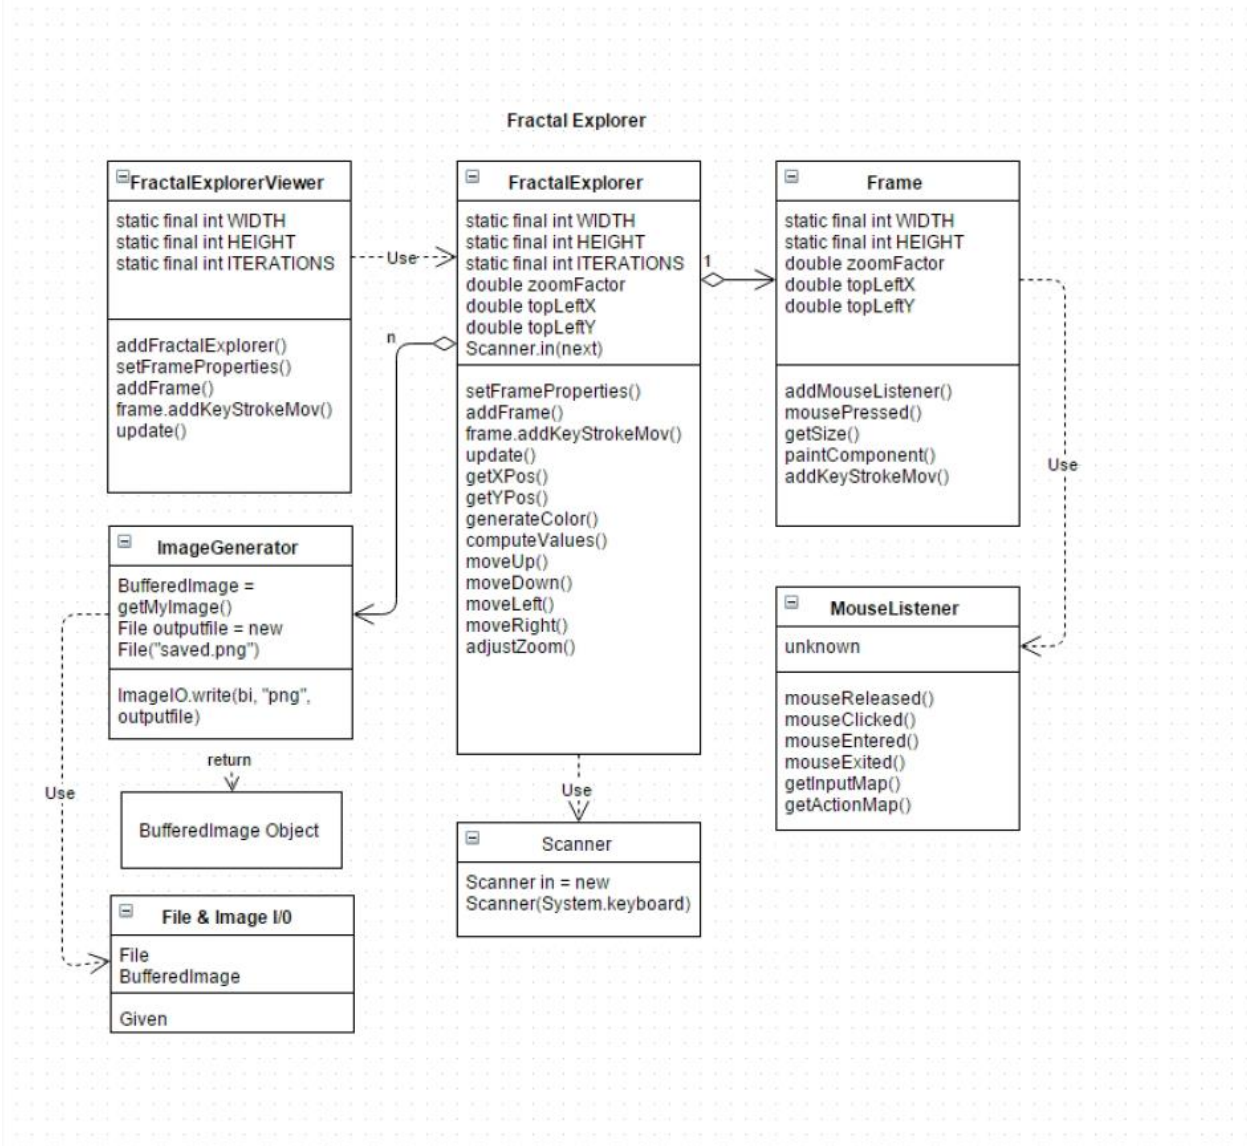 Fractal Explorer
FractalExplorerViewer
static final int WIDTH
static final int HEIGHT
static final int ITERATIONS
addFractalExplorer()
setFrameProperties()
addFrame()
frame.addKeyStrokeMov()
update()
Use
FractalExplorer
static final int WIDTH
static final int HEIGHT
static final int ITERATIONS
double zoomFactor
double topLeftX
double topLeftY
Scanner.in(next)
setFrameProperties()
addFrame()
frame.addKeyStrokeMov()
update()
getXPos()
getYPos()
generateColor()
computeValues()
moveUp()
moveDown()
moveLeft()
moveRight()
adjustZoom()
1
n
Frame
static final int WIDTH
static final int HEIGHT
double zoomFactor
double topLeftX
double topLeftY
addMouseListener()
mousePressed()
getSize()
paintComponent()
addKeyStrokeMov()
Use
ImageGenerator
BufferedImage =
getMyImage()
File outputfile = new
File("saved.png")
ImageIO.write(bi, "png",
outputfile)
return
BufferedImage Object
Use
File & Image I/0
File
BufferedImage
Given
Use
Scanner
Scanner in = new
Scanner(System.keyboard)
MouseListener
unknown
mouseReleased()
mouseClicked()
mouseEntered()
mouseExited()
getInputMap()
getActionMap()